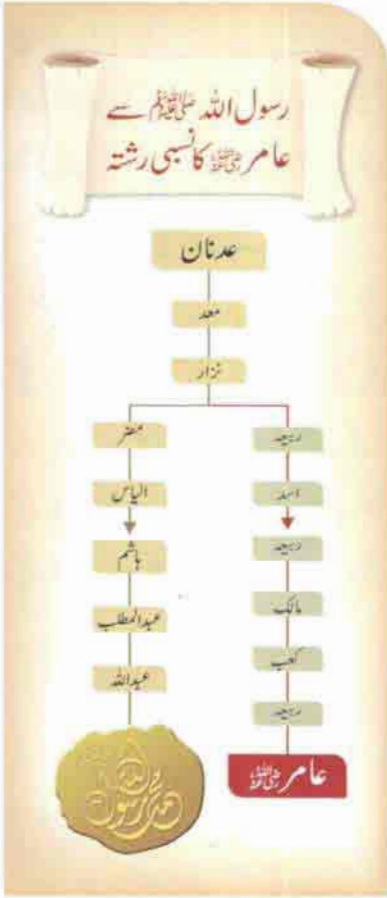 رسول اللہ ﷺ سے
عامر رضی اللہ عنہ کا نسبی رشتہ
عدنان
معد
نزار
مضر
ربیعہ
الیاس
اسد
ہاشم
ربیعہ
عبدالمطلب
مالک
عبداللہ
کعب
ربیعہ
محمد رسول اللہ
عامر رضی اللہ عنہ